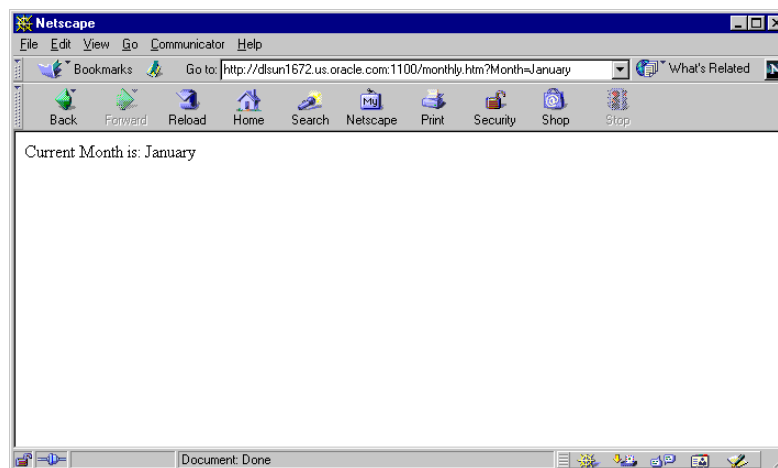 Netscape
File Edit View Go Communicator Help
Bookmarks Go to: http://dlsun1672.us.oracle.com:1100/monthly.htm?Month=January What's Related N
Back Forward Reload Home Search My Netscape Print Security Shop Stop
Current Month is: January
Document: Done